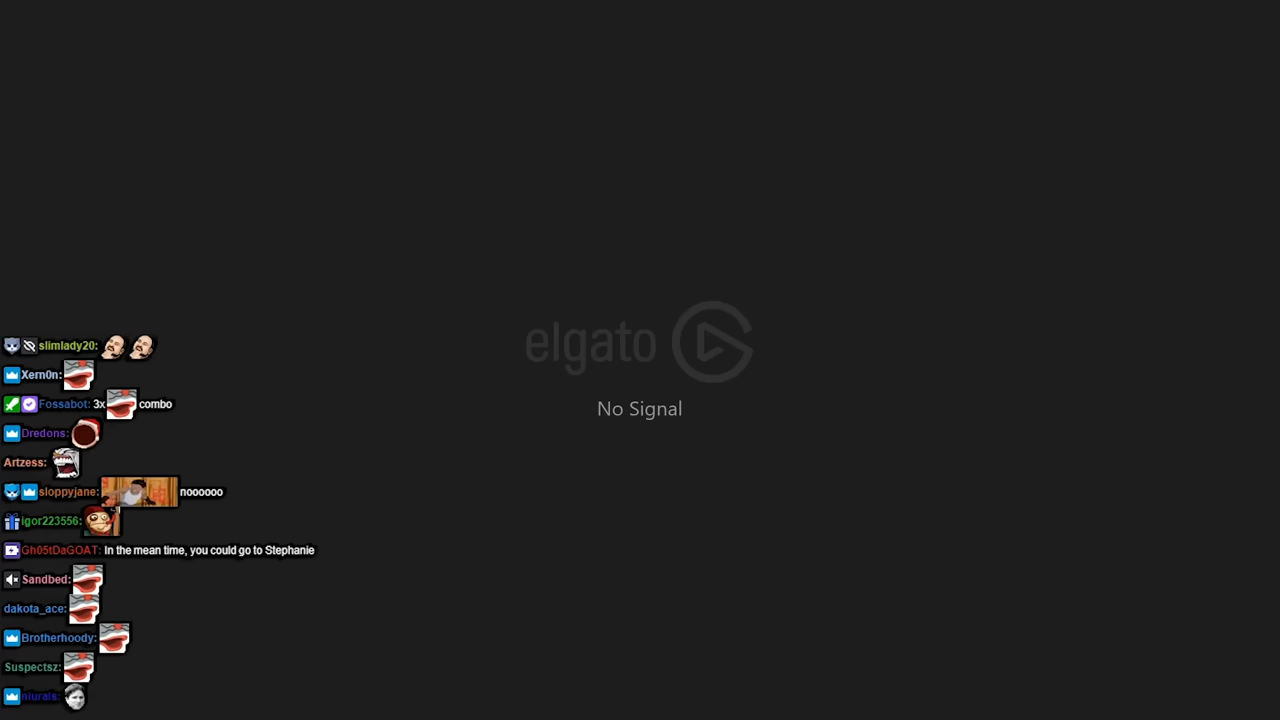 elgato
No Signal
slimlady20:
Xern0n:
Fossabot: 3x combo
Dredons:
Artzess:
sloppyjane: noooooo
igor223556:
Gh05tDaGOAT: In the mean time, you could go to Stephanie
Sandbed:
dakota_ace:
Brotherhoody:
Suspectsz:
niurals: